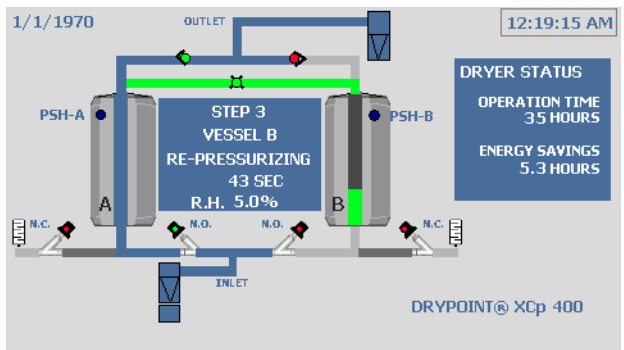 1/1/1970
OUTLET
12:19:15 AM
DRYER STATUS
OPERATION TIME
35 HOURS
ENERGY SAVINGS
5.3 HOURS
PSH-A
PSH-B
STEP 3
VESSEL B
RE-PRESSURIZING
43 SEC
R.H. 5.0%
A
B
N.C.
N.O.
N.O.
N.C.
INLET
DRYPOINT® XCp 400